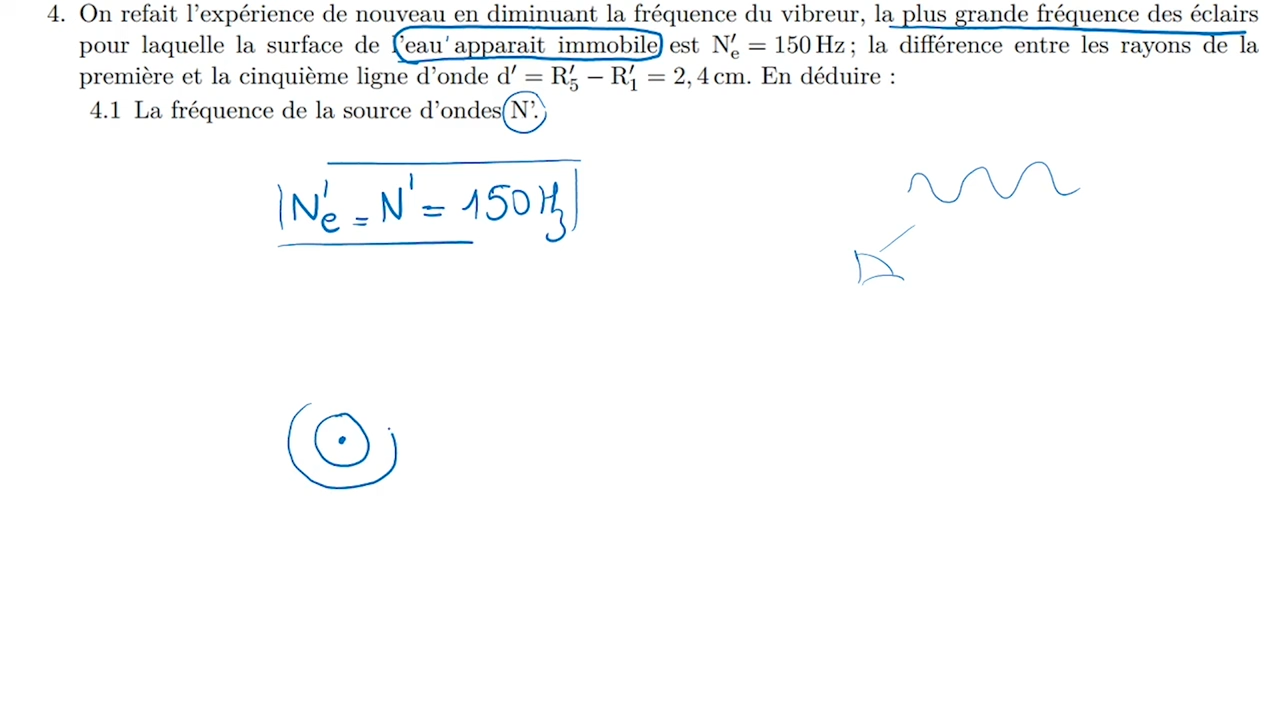 4. On refait l'expérience de nouveau en diminuant la fréquence du vibreur, la plus grande fréquence des éclairs
pour laquelle la surface de l'eau apparait immobile est N′ₑ = 150 Hz ; la différence entre les rayons de la
première et la cinquième ligne d'onde d′ = R′₅ − R′₁ = 2, 4 cm. En déduire :
4.1 La fréquence de la source d'ondes N'.
N'e = N' = 150 Hz